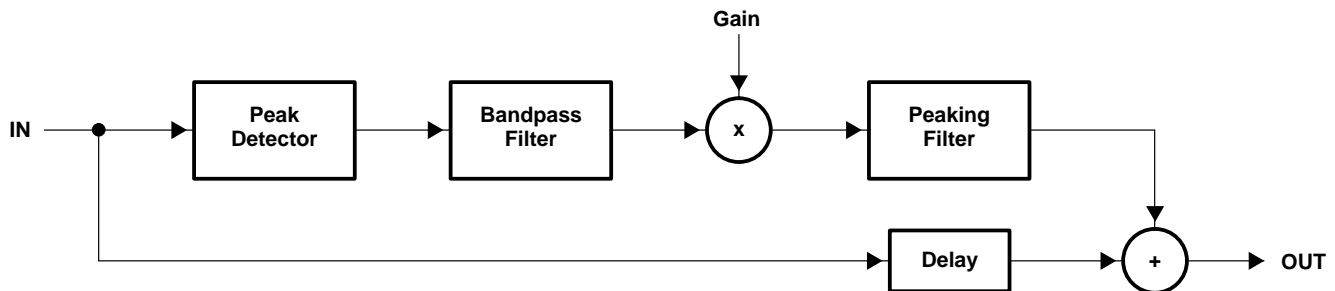 Gain
IN
Peak
Detector
Bandpass
Filter
x
Peaking
Filter
Delay
+
OUT